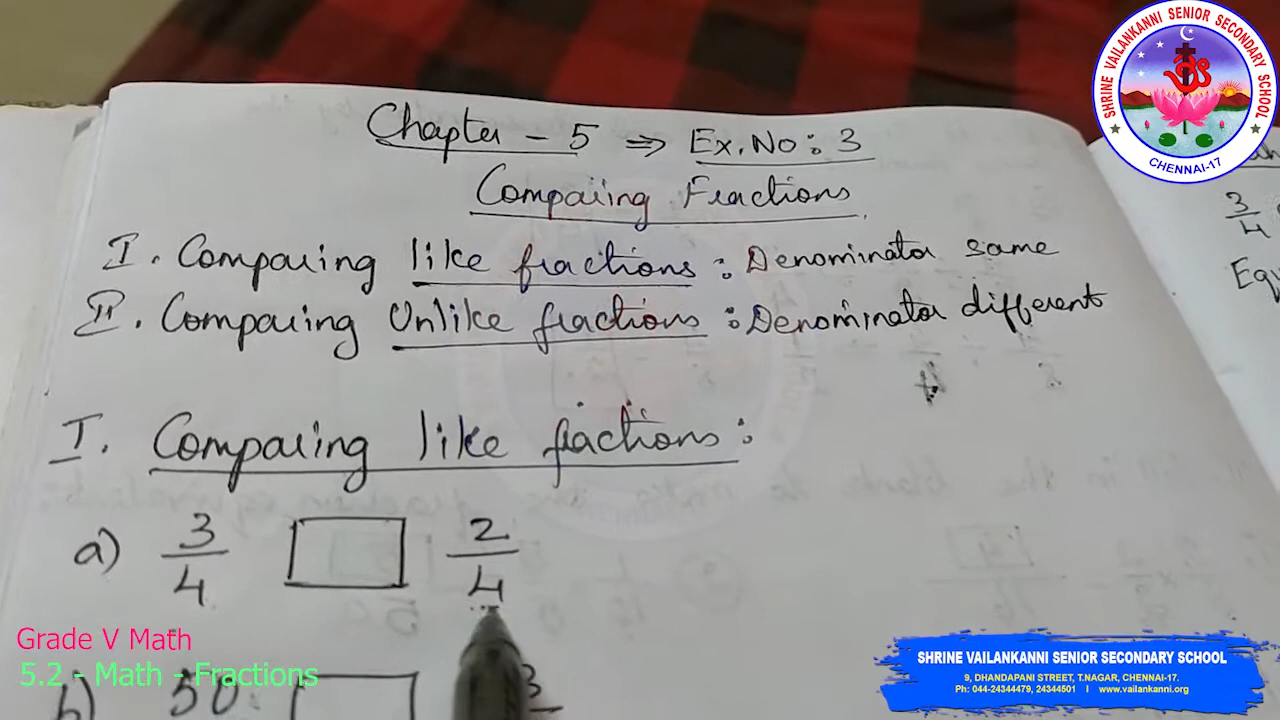 SHRINE VAILANKANNI SENIOR SECONDARY SCHOOL
CHENNAI-17
Chapter - 5 ⇒ Ex.No: 3
Comparing Fractions
I. Comparing like fractions : Denominator same
II. Comparing Unlike fractions : Denominator different
I. Comparing like fractions:
a) 3/4 □ 2/4
b)
3/4
Grade V Math
5.2 - Math - Fractions
SHRINE VAILANKANNI SENIOR SECONDARY SCHOOL
9, DHANDAPANI STREET, T.NAGAR, CHENNAI-17.
Ph: 044-24344479, 24344501 I www.vailankanni.org